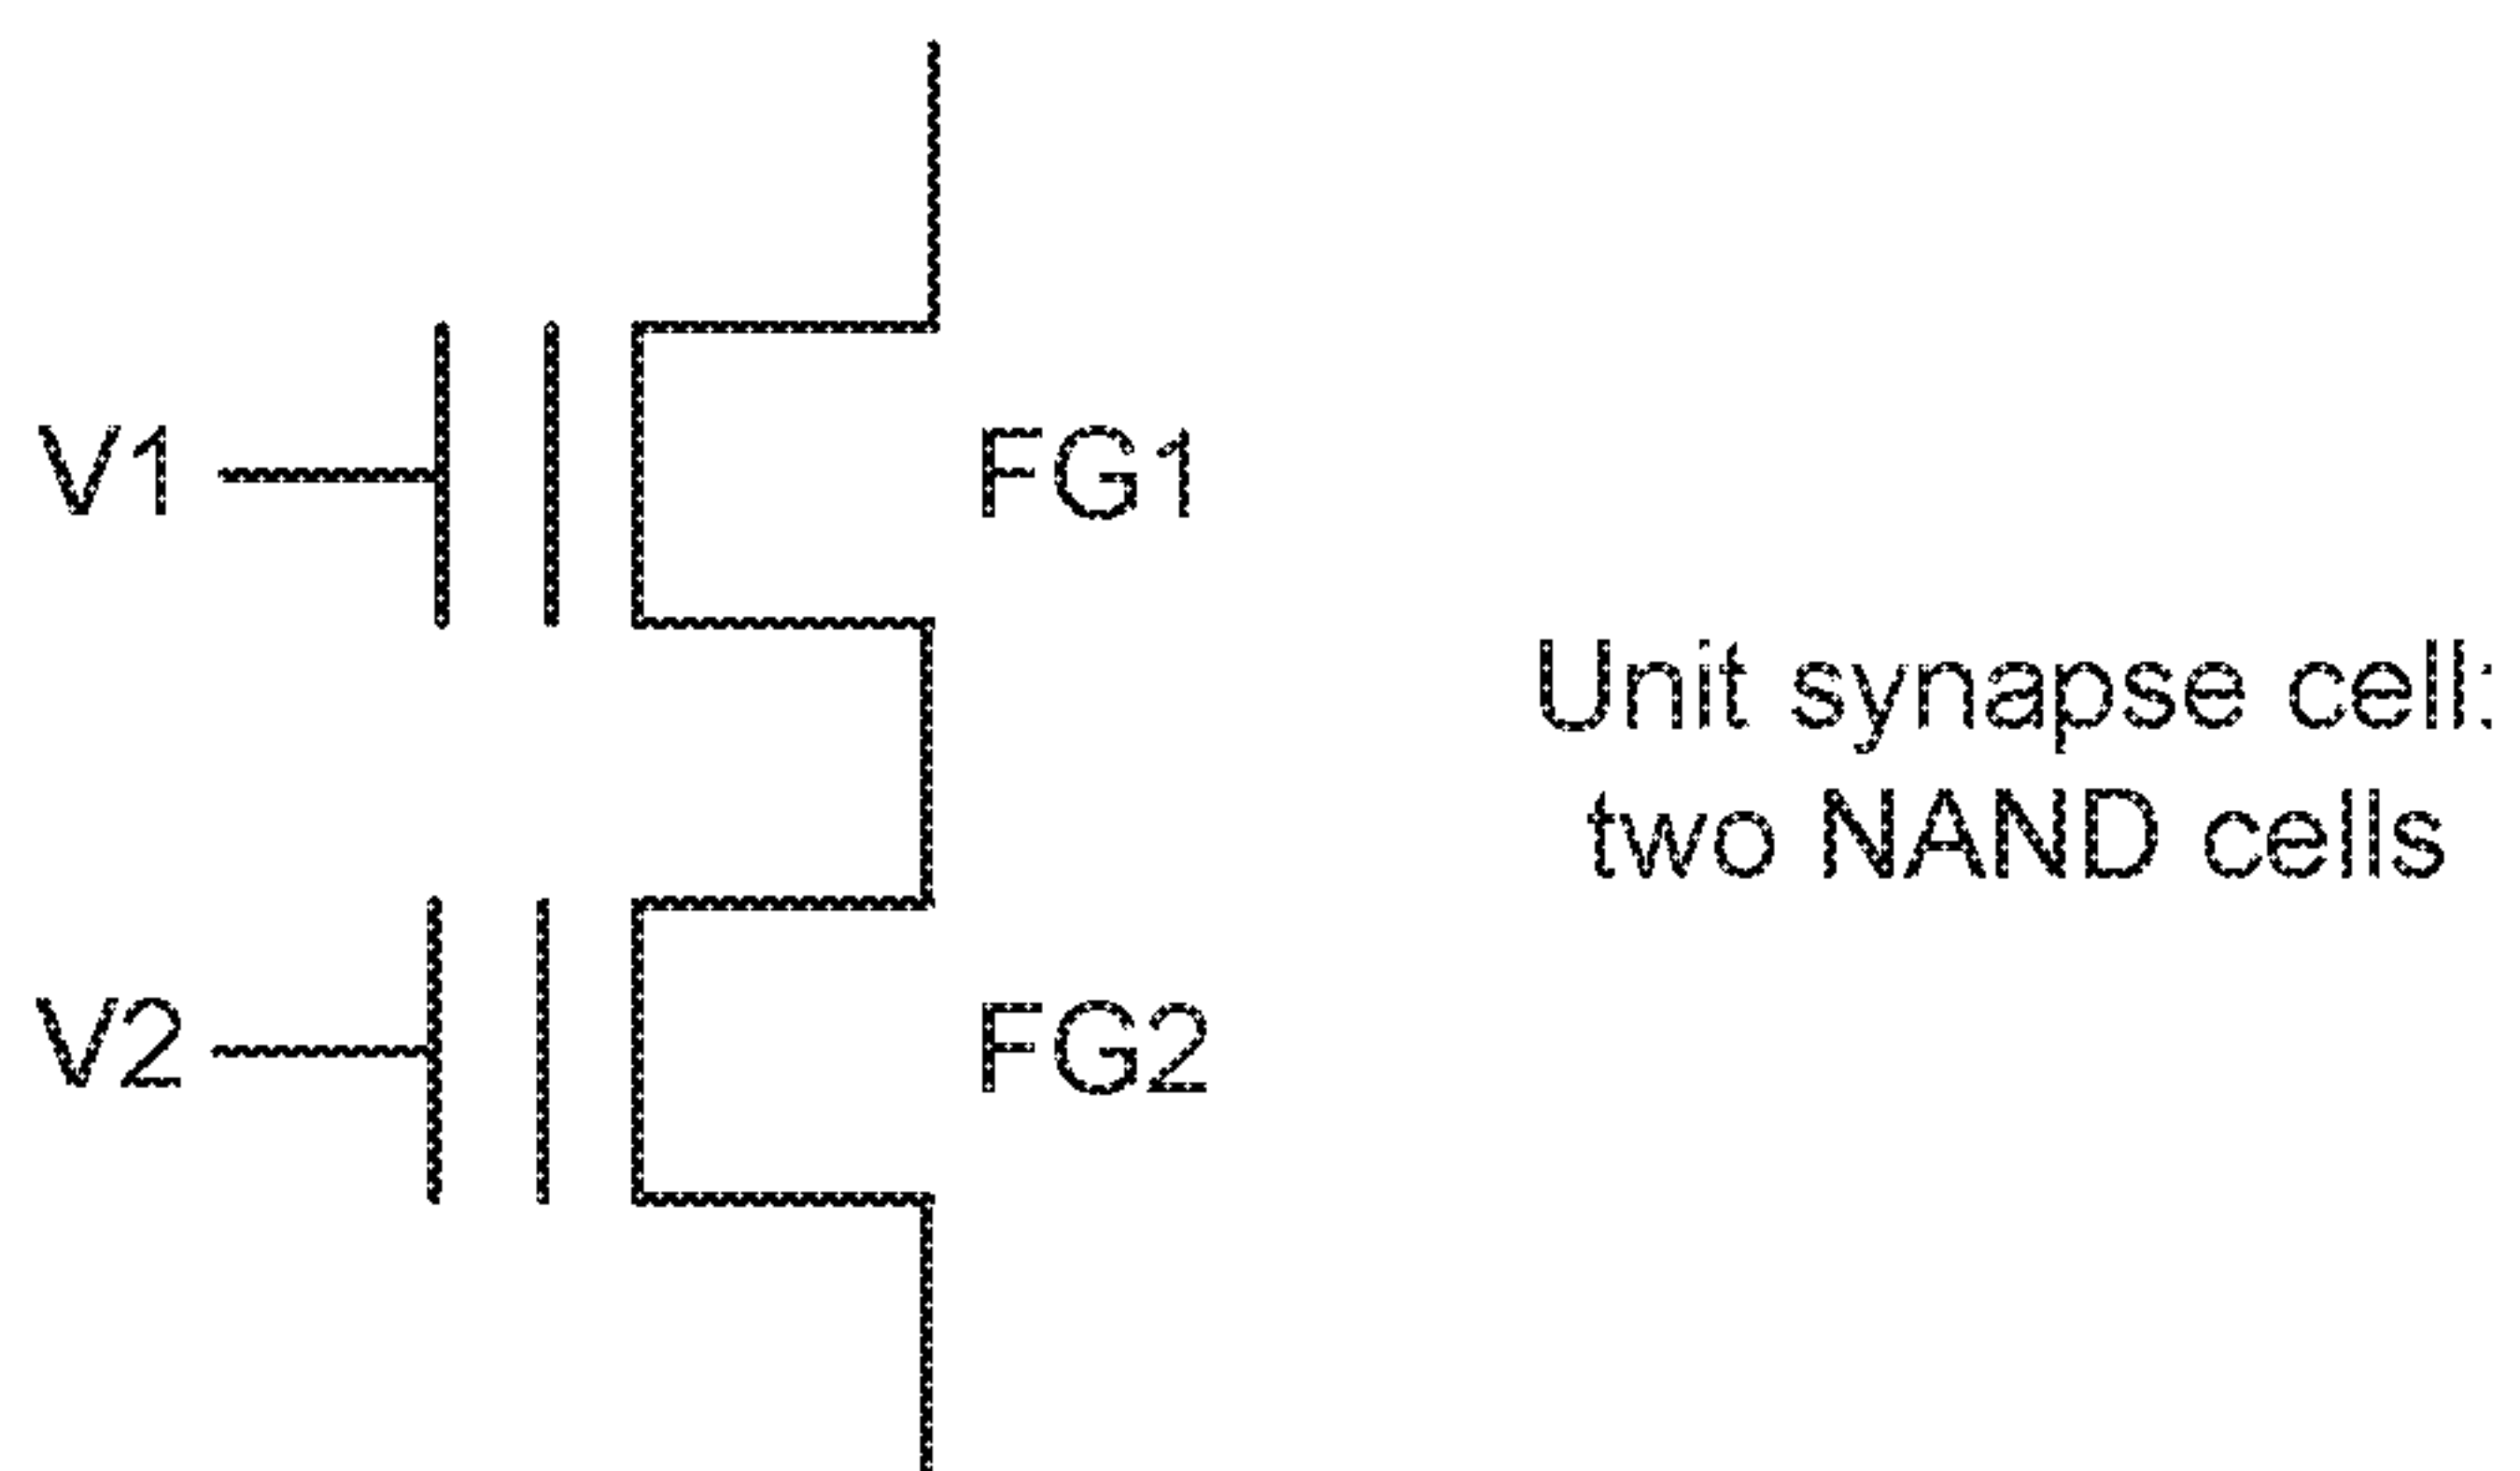 V1
FG1
Unit synapse cell:
two NAND cells
V2
FG2